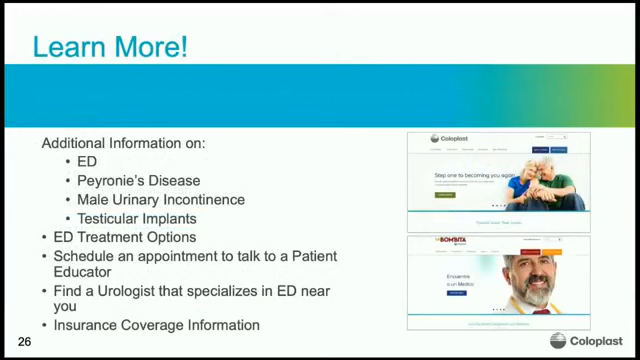 Learn More!
Additional Information on:
• ED
• Peyronie's Disease
• Male Urinary Incontinence
• Testicular Implants
• ED Treatment Options
• Schedule an appointment to talk to a Patient
Educator
• Find a Urologist that specializes in ED near
you
• Insurance Coverage Information
Coloplast
Step one to becoming you again
BOMBITA
Encuentre
a un Médico
26
Coloplast